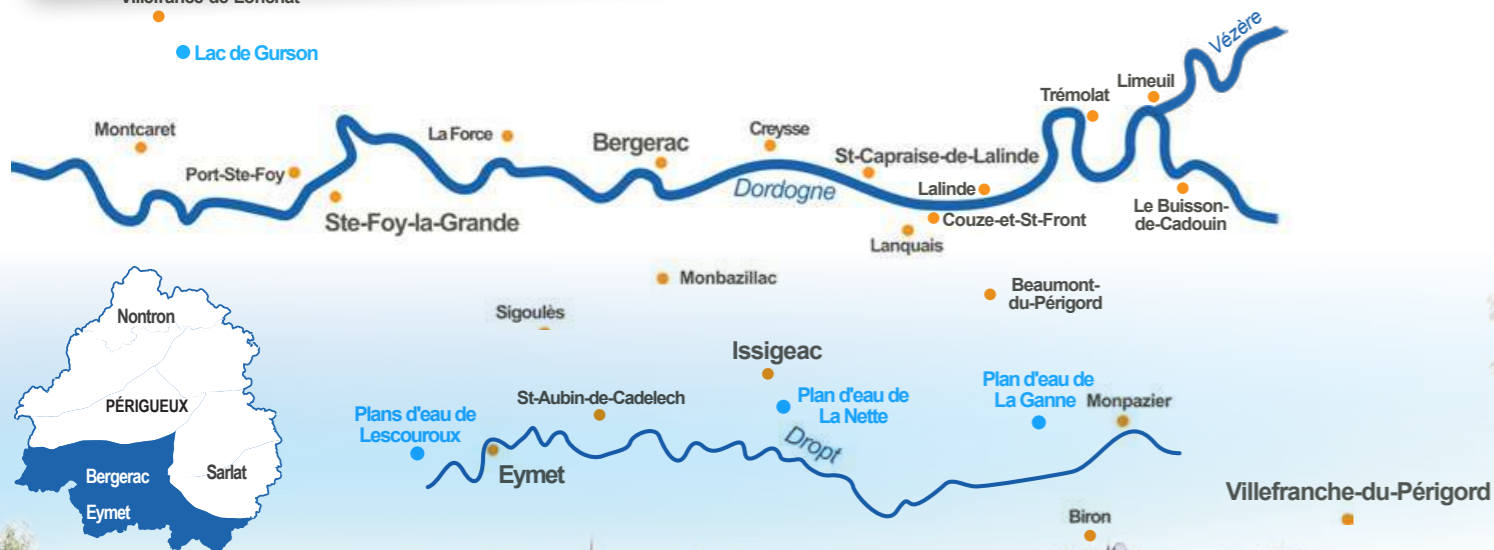 Lac de Gurson
Vézère
Limeuil
Trémolat
Montcaret
La Force
Bergerac
Creysse
St-Capraise-de-Lalinde
Port-Ste-Foy
Dordogne
Lalinde
Le Buisson-
de-Cadouin
Ste-Foy-la-Grande
Couze-et-St-Front
Lanquais
Monbazillac
Beaumont-
du-Périgord
Sigoulès
Nontron
PÉRIGUEUX
Sarlat
Bergerac
Eymet
Issigeac
Plan d'eau de
La Ganne
Plan d'eau de
La Nette
St-Aubin-de-Cadelech
Monpazier
Plans d'eau de
Lescouroux
Dropt
Eymet
Villefranche-du-Périgord
Biron